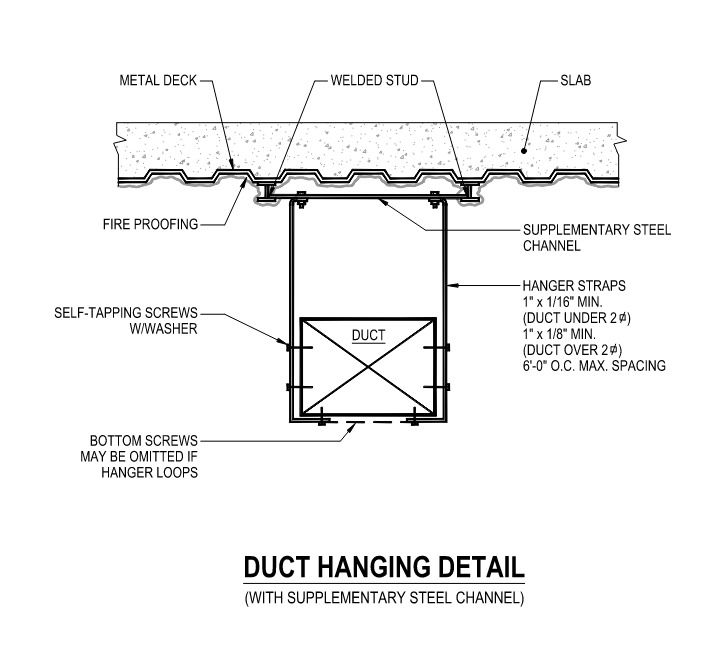 METAL DECK
WELDED STUD
SLAB
FIRE PROOFING
SUPPLEMENTARY STEEL
CHANNEL
HANGER STRAPS
1" x 1/16" MIN.
(DUCT UNDER 2⌀)
1" x 1/8" MIN.
(DUCT OVER 2⌀)
6'-0" O.C. MAX. SPACING
SELF-TAPPING SCREWS
W/WASHER
DUCT
BOTTOM SCREWS
MAY BE OMITTED IF
HANGER LOOPS
DUCT HANGING DETAIL
(WITH SUPPLEMENTARY STEEL CHANNEL)